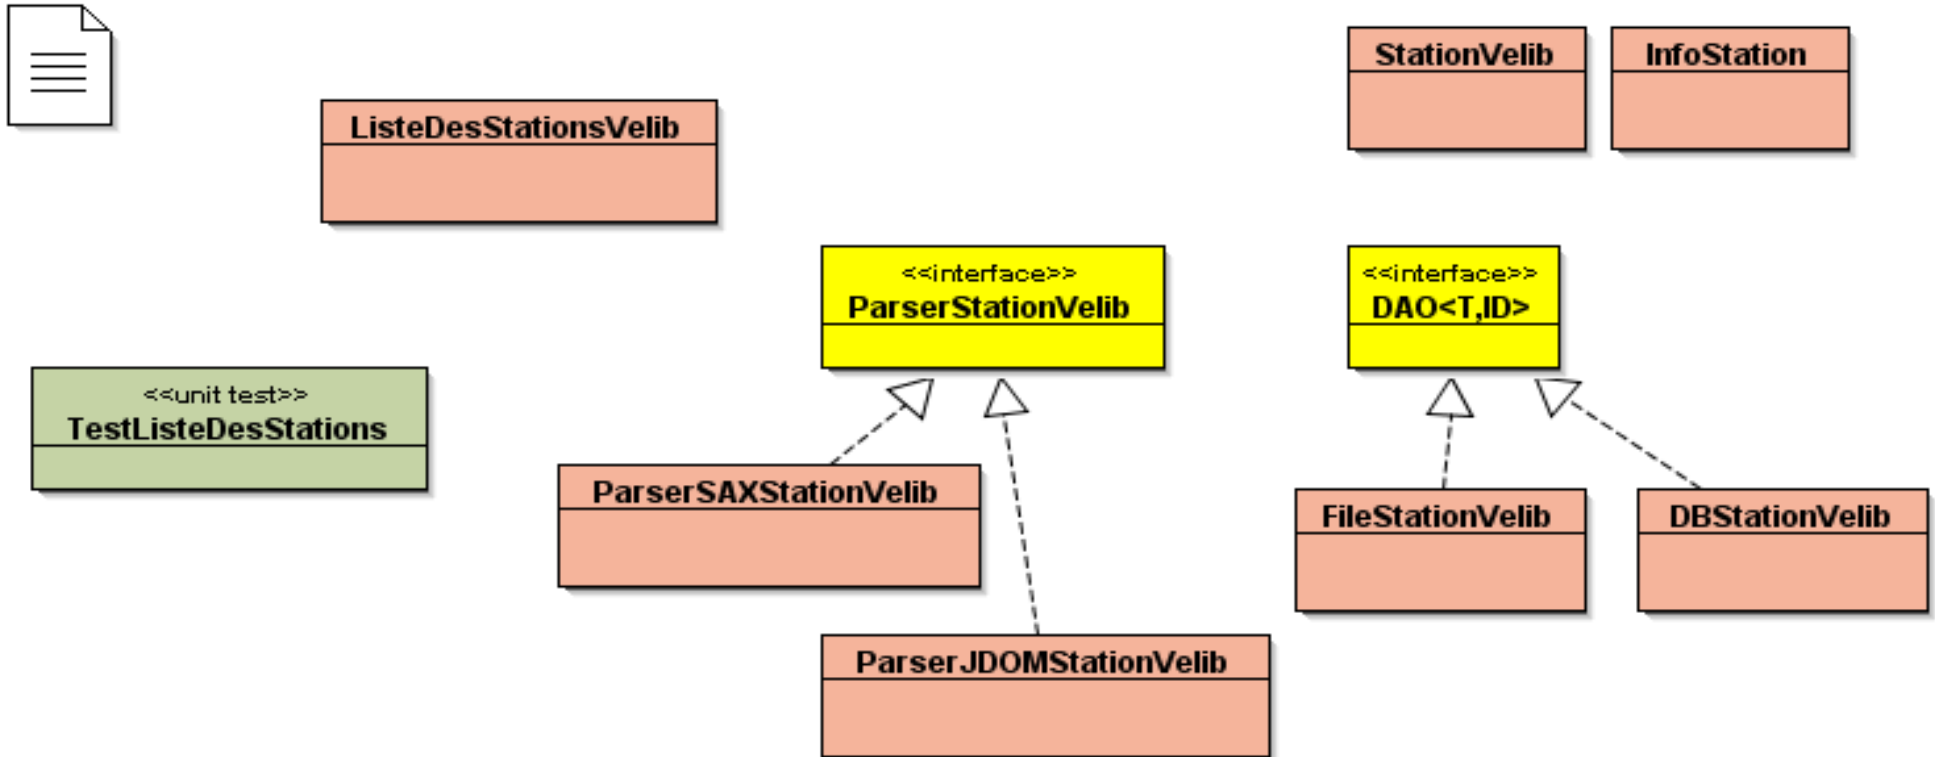 StationVelib
InfoStation
ListeDesStationsVelib
<<interface>>
ParserStationVelib
<<interface>>
DAO<T,ID>
<<unit test>>
TestListeDesStations
ParserSAXStationVelib
FileStationVelib
DBStationVelib
ParserJDOMStationVelib